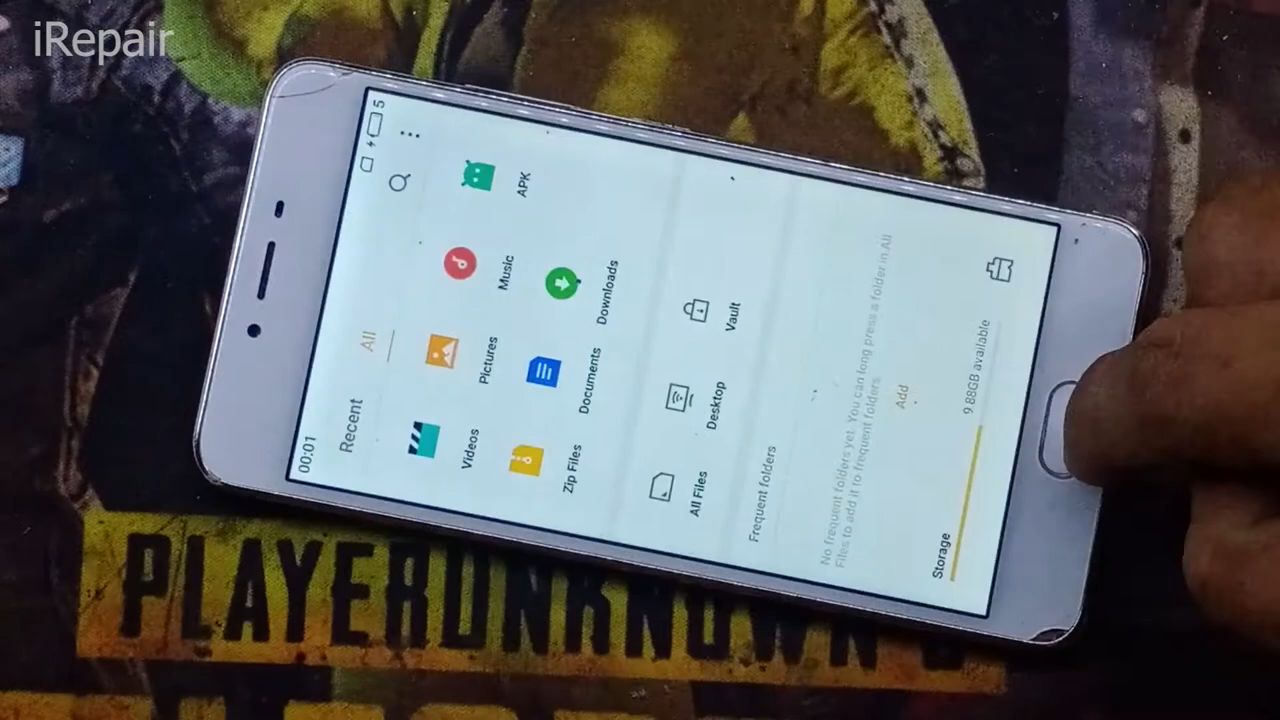 iRepair
00:01
5
Recent
All
Videos
Pictures
Music
APK
Zip Files
Documents
Downloads
All Files
Desktop
Vault
Frequent folders
No frequent folders yet. You can long press a folder in All
Files to add it to frequent folders
Add
Storage
9.88GB available
PLAYERUNKNOWN